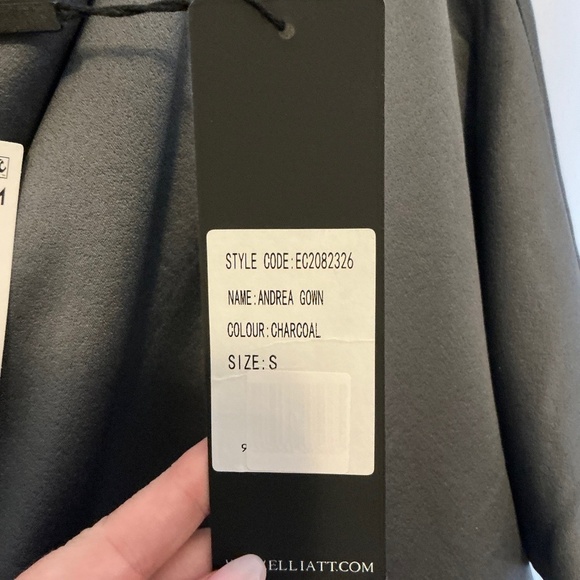 STYLE CODE:EC2082326
NAME:ANDREA GOWN
COLOUR:CHARCOAL
SIZE:S
9